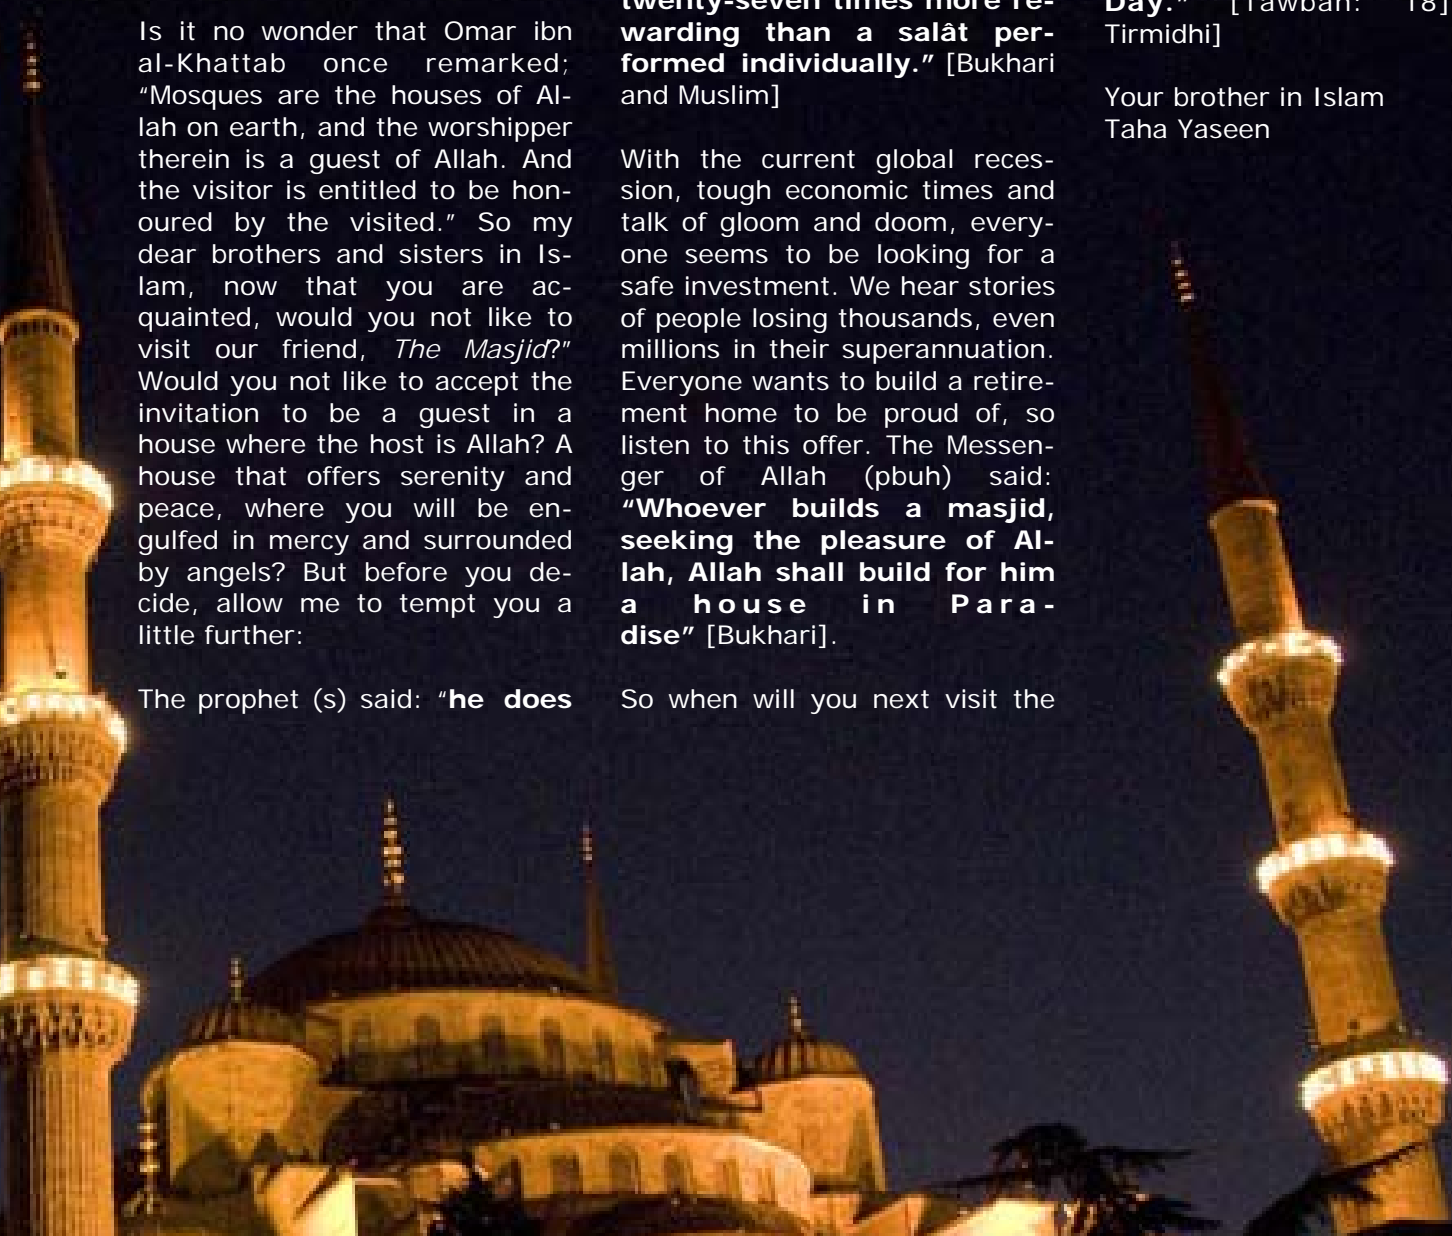 Is it no wonder that Omar ibn
al-Khattab once remarked;
“Mosques are the houses of Al-
lah on earth, and the worshipper
therein is a guest of Allah. And
the visitor is entitled to be hon-
oured by the visited.” So my
dear brothers and sisters in Is-
lam, now that you are ac-
quainted, would you not like to
visit our friend, The Masjid?”
Would you not like to accept the
invitation to be a guest in a
house where the host is Allah? A
house that offers serenity and
peace, where you will be en-
gulfed in mercy and surrounded
by angels? But before you de-
cide, allow me to tempt you a
little further:

The prophet (s) said: “he does
twenty-seven times more re-
warding than a salât per-
formed individually.” [Bukhari
and Muslim]

With the current global reces-
sion, tough economic times and
talk of gloom and doom, every-
one seems to be looking for a
safe investment. We hear stories
of people losing thousands, even
millions in their superannuation.
Everyone wants to build a retire-
ment home to be proud of, so
listen to this offer. The Messen-
ger of Allah (pbuh) said:
“Whoever builds a masjid,
seeking the pleasure of Al-
lah, Allah shall build for him
a house in Para-
dise” [Bukhari].

So when will you next visit the
Day.” [Tawbah: 18]
Tirmidhi]

Your brother in Islam
Taha Yaseen